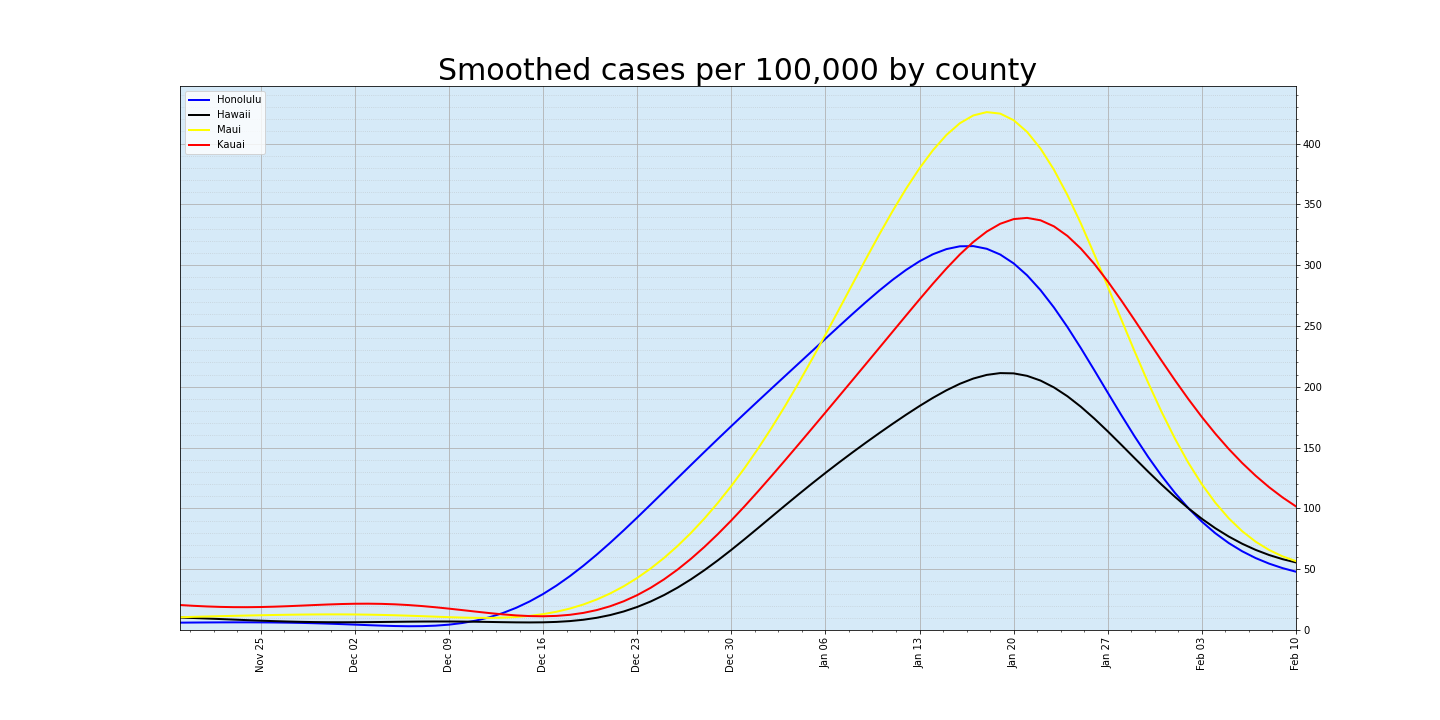 Smoothed cases per 100,000 by county
Honolulu
Hawaii
Maui
Kauai
400
350
300
250
200
150
100
50
0
Nov 25
Dec 02
Dec 09
Dec 16
Dec 23
Dec 30
Jan 06
Jan 13
Jan 20
Jan 27
Feb 03
Feb 10